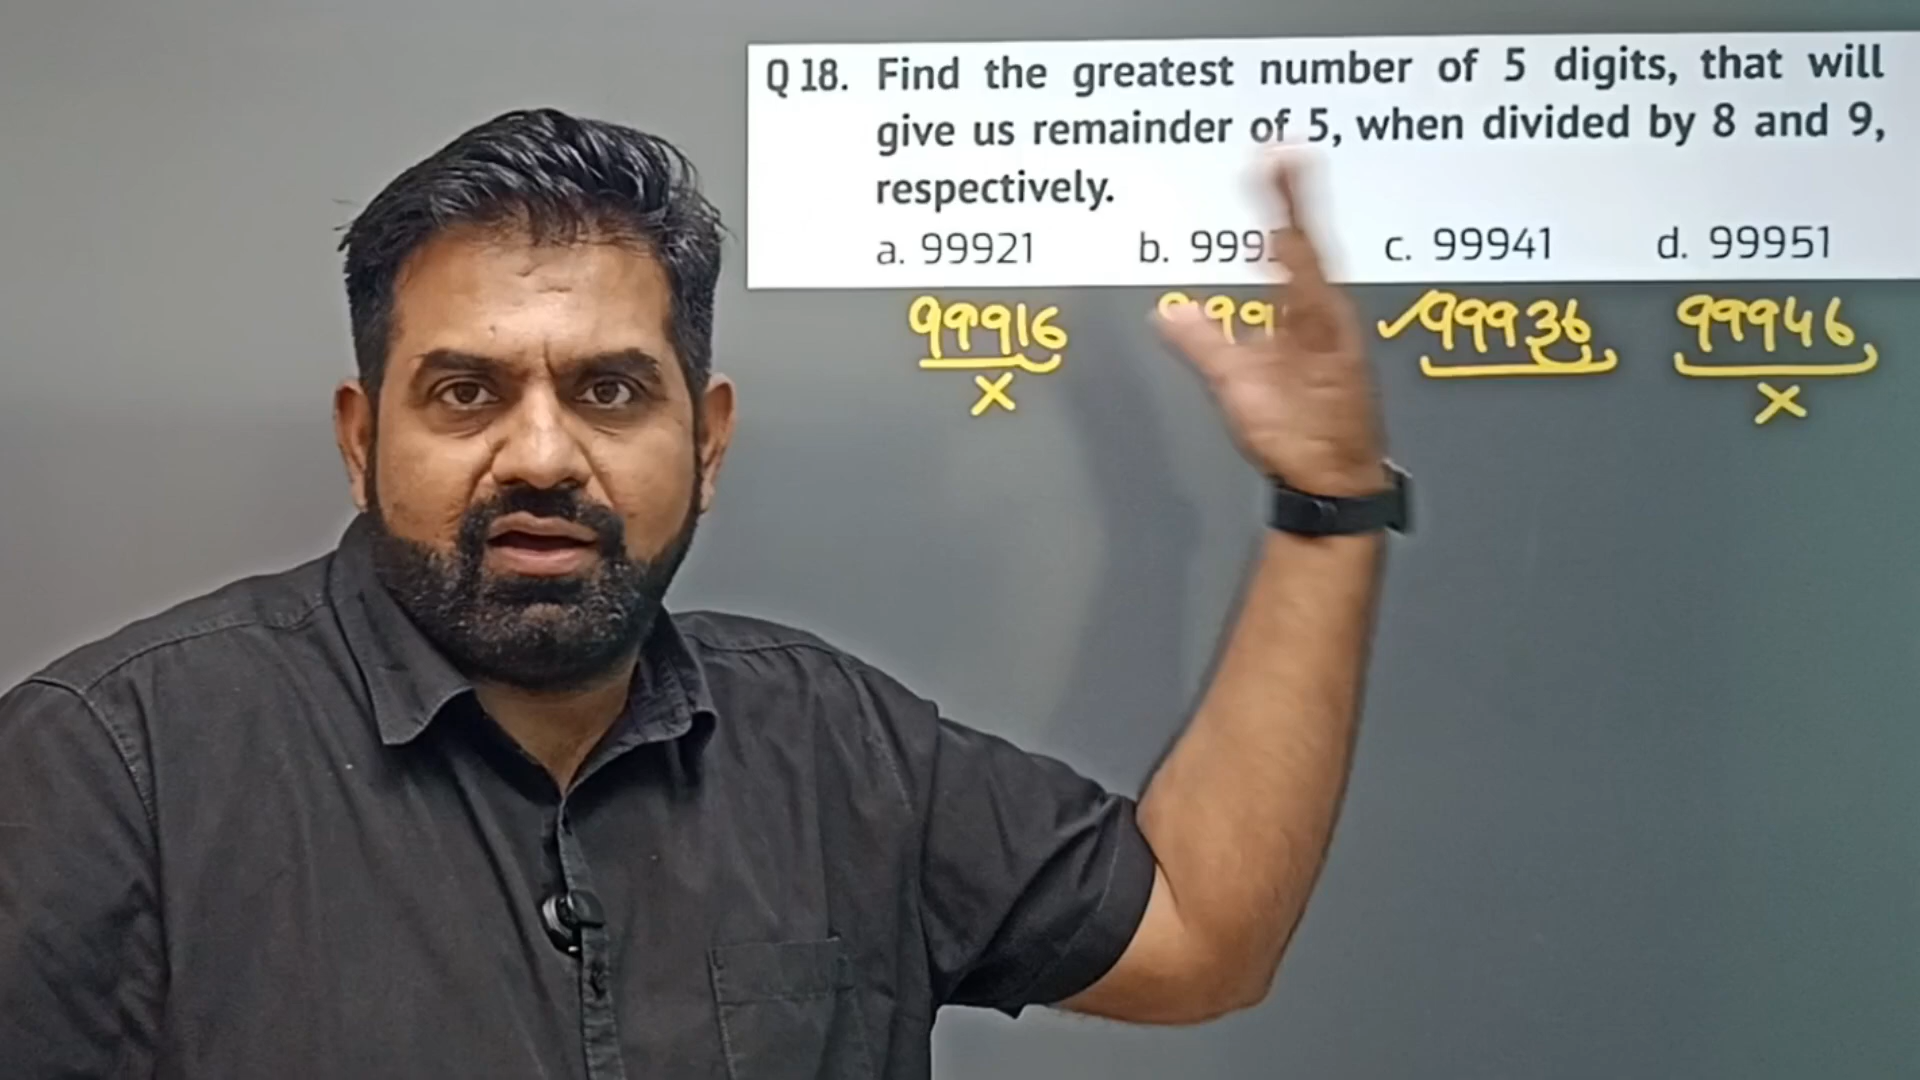 Q 18. Find the greatest number of 5 digits, that will
give us remainder of 5, when divided by 8 and 9,
respectively.
a. 99921 b. c. 99941 d. 99951
99916 99936 99946